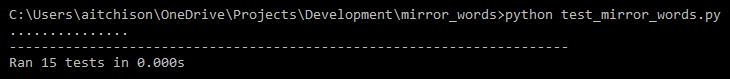 C:\Users\aitchison\OneDrive\Projects\Development\mirror_words>python test_mirror_words.py
...............
----------------------------------------------------------------------
Ran 15 tests in 0.000s